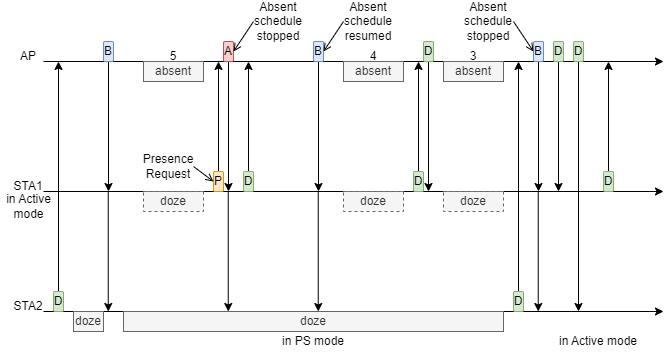 Absent
schedule
stopped
Absent
schedule
resumed
Absent
schedule
stopped
AP
B
5
A
B
4
D
3
B
D
D
absent
absent
absent
Presence
Request
STA1
in Active
mode
P
D
D
D
doze
doze
doze
STA2
D
D
doze
doze
in PS mode
in Active mode